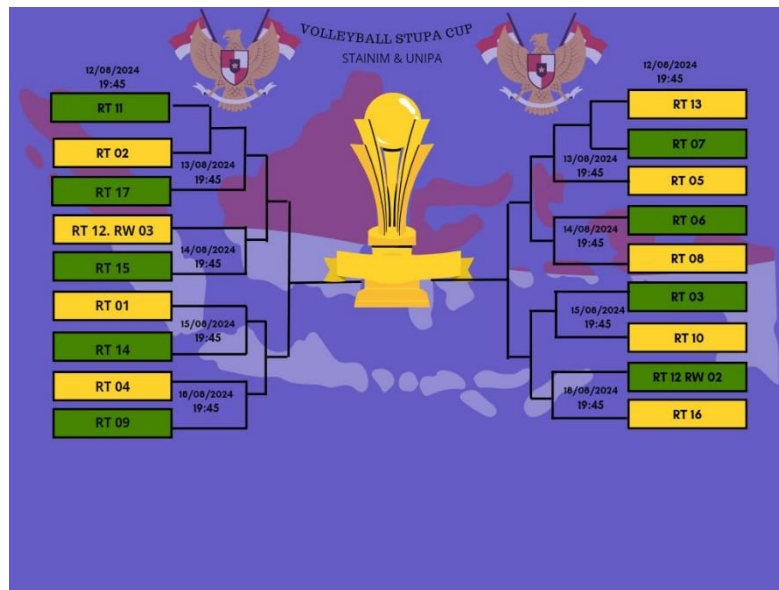 VOLLEYBALL STUPA CUP
STAINIM & UNIPA
12/08/2024
19:45
RT 11
RT 02
13/08/2024
19:45
RT 17
RT 12. RW 03
14/08/2024
19:45
RT 15
RT 01
15/08/2024
19:45
RT 14
RT 04
18/08/2024
19:45
RT 09
12/08/2024
19:45
RT 13
RT 07
13/08/2024
19:45
RT 05
RT 06
14/08/2024
19:45
RT 08
RT 03
15/08/2024
19:45
RT 10
RT 12 RW 02
18/08/2024
19:45
RT 16